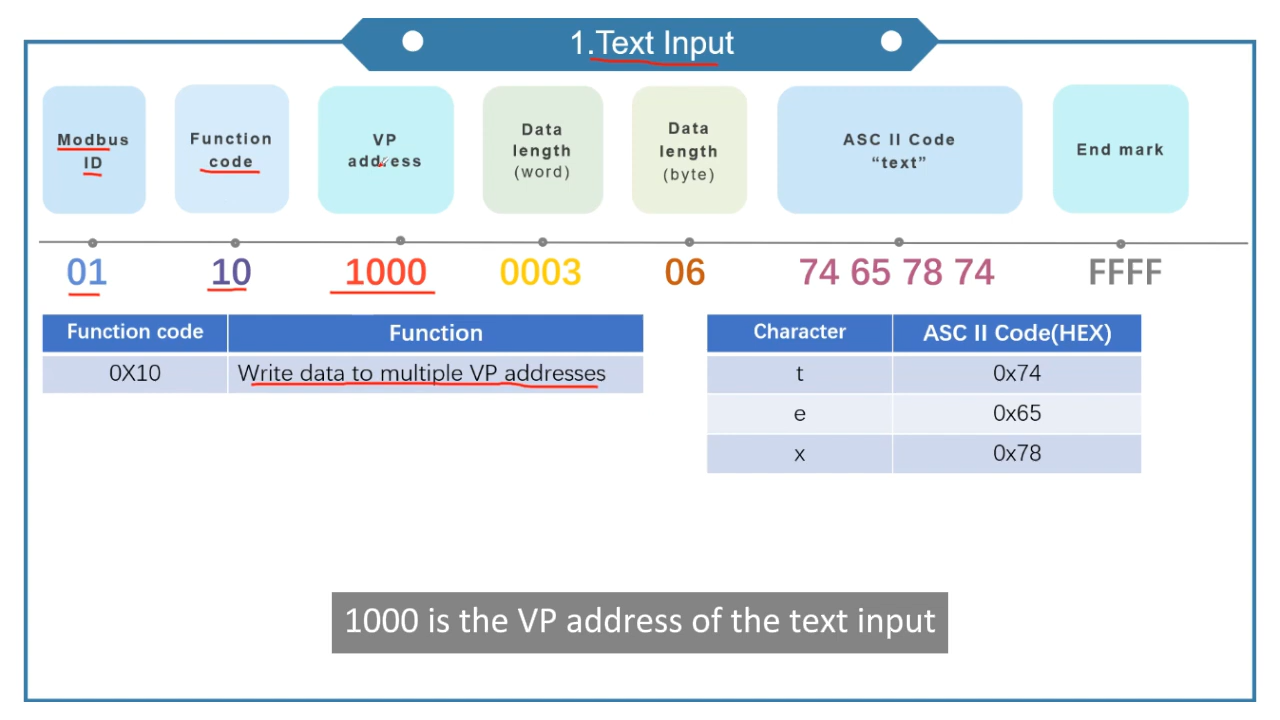 1.Text Input
Modbus
ID
Function
code
VP
address
Data
length
(word)
Data
length
(byte)
ASC II Code
“text”
End mark
01
10
1000
0003
06
74 65 78 74
FFFF
Function code
Function
0X10
Write data to multiple VP addresses
Character
ASC II Code(HEX)
t
0x74
e
0x65
x
0x78
1000 is the VP address of the text input